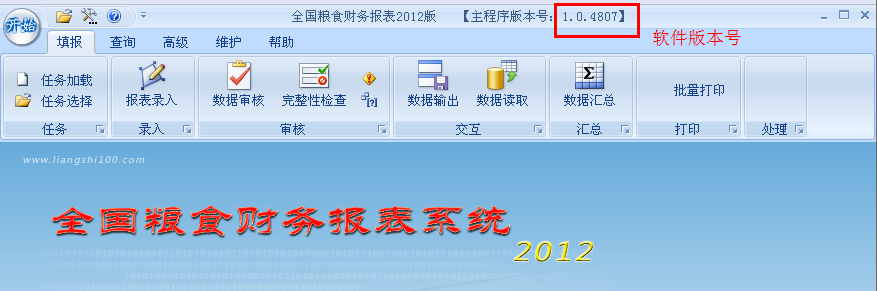 全国粮食财务报表2012版 【主程序版本号：1.0.4807】
软件版本号
开始
填报 查询 高级 维护 帮助
任务加载
任务选择
报表录入
数据审核
完整性检查
数据输出
数据读取
数据汇总
批量打印
任务 录入 审核 交互 汇总 打印 处理
www.liangshi100.com
全国粮食财务报表系统
2012